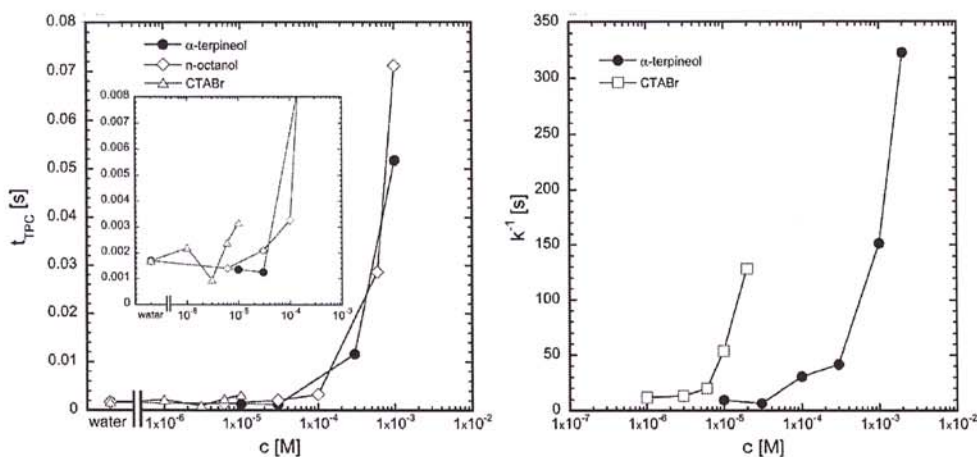 0.08
0.07
0.06
0.05
0.04
0.03
0.02
0.01
0
t_TPC [s]
α-terpineol
n-octanol
CTABr
0.008
0.007
0.006
0.005
0.004
0.003
0.002
0.001
0
water 10⁻⁶ 10⁻⁵ 10⁻⁴ 10⁻³
water 1x10⁻⁶ 1x10⁻⁵ 1x10⁻⁴ 1x10⁻³ 1x10⁻²
c [M]
350
300
250
200
150
100
50
0
k⁻¹ [s]
α-terpineol
CTABr
1x10⁻⁷ 1x10⁻⁶ 1x10⁻⁵ 1x10⁻⁴ 1x10⁻³ 1x10⁻²
c [M]